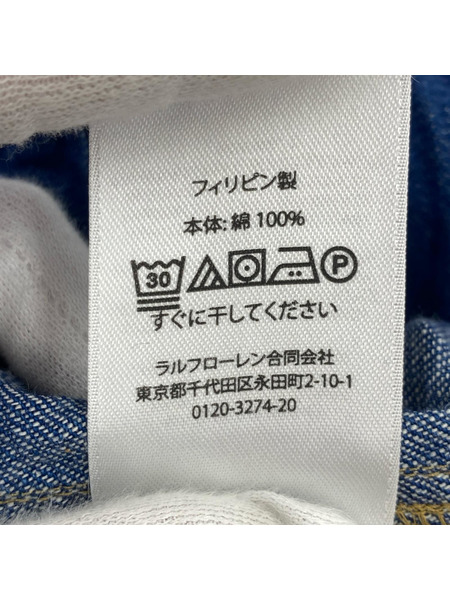 フィリピン製
本体: 綿 100%
30 P
すぐに干してください
ラルフローレン合同会社
東京都千代田区永田町2-10-1
0120-3274-20